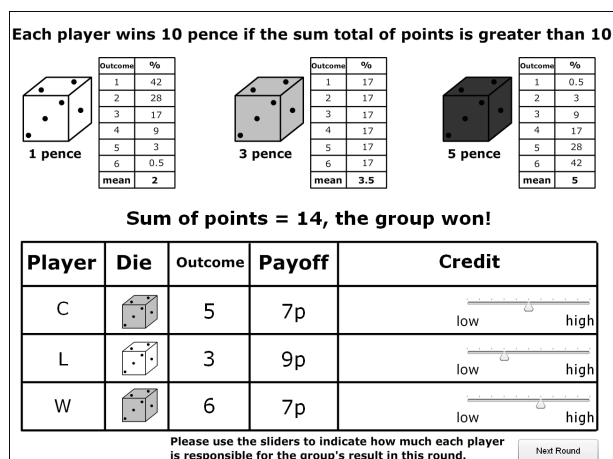 Each player wins 10 pence if the sum total of points is greater than 10
Outcome %
1 42
2 28
3 17
4 9
5 3
6 0.5
mean 2
1 pence
Outcome %
1 17
2 17
3 17
4 17
5 17
6 17
mean 3.5
3 pence
Outcome %
1 0.5
2 3
3 9
4 17
5 28
6 42
mean 5
5 pence
Sum of points = 14, the group won!
Player Die Outcome Payoff Credit
C 5 7p low high
L 3 9p low high
W 6 7p low high
Please use the sliders to indicate how much each player
is responsible for the group's result in this round.
Next Round